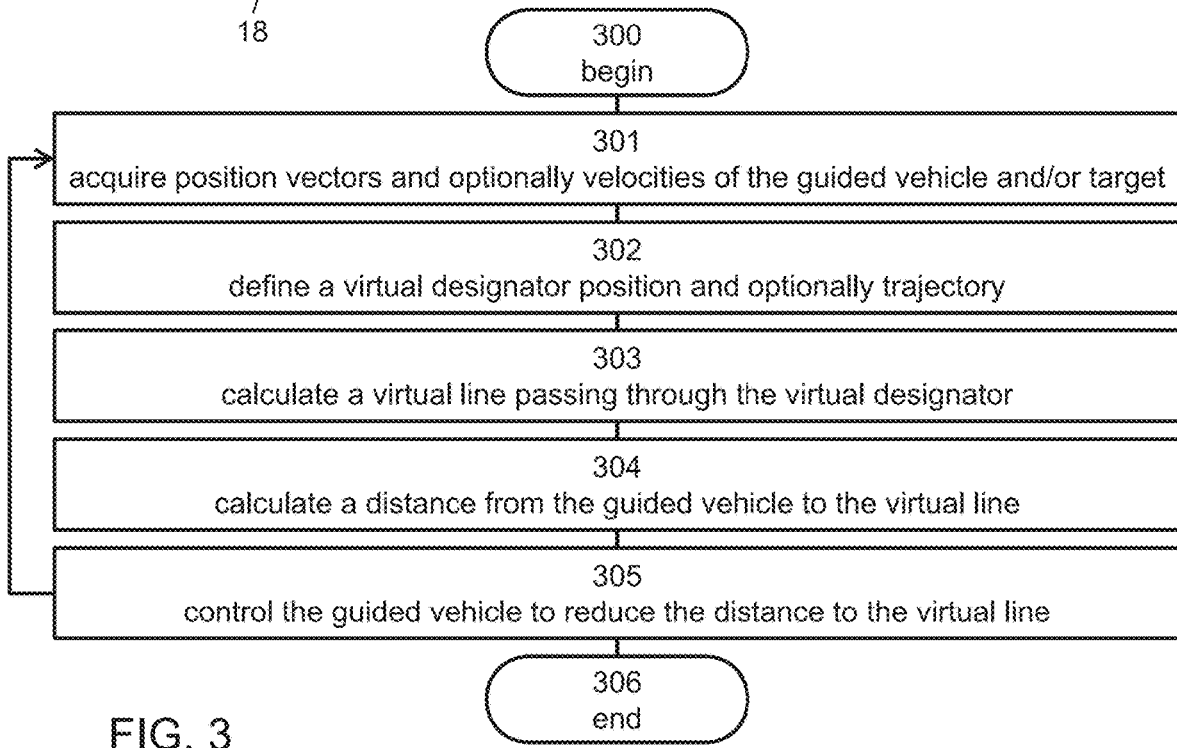 18
300
begin
301
acquire position vectors and optionally velocities of the guided vehicle and/or target
302
define a virtual designator position and optionally trajectory
303
calculate a virtual line passing through the virtual designator
304
calculate a distance from the guided vehicle to the virtual line
305
control the guided vehicle to reduce the distance to the virtual line
306
end
FIG. 3